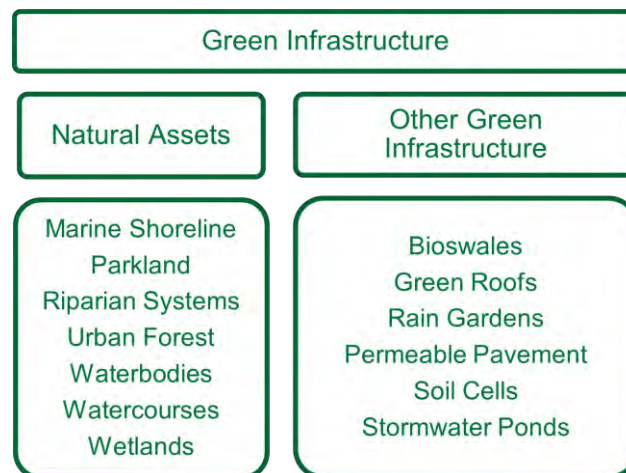 Green Infrastructure
Natural Assets
Other Green
Infrastructure
Marine Shoreline
Parkland
Riparian Systems
Urban Forest
Waterbodies
Watercourses
Wetlands
Bioswales
Green Roofs
Rain Gardens
Permeable Pavement
Soil Cells
Stormwater Ponds